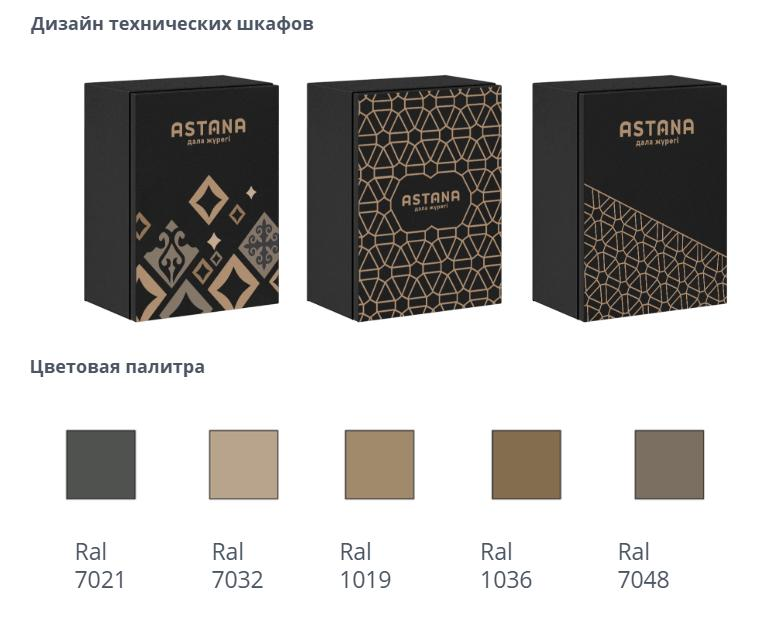 Дизайн технических шкафов
ASTANA
дала жүрегі
ASTANA
дала жүрегі
ASTANA
дала жүрегі
Цветовая палитра
Ral
7021
Ral
7032
Ral
1019
Ral
1036
Ral
7048